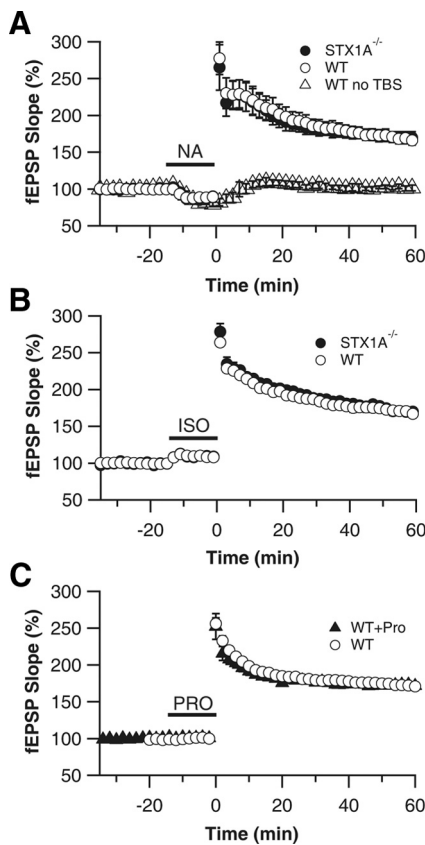 A
300
250
200
150
100
50
fEPSP Slope (%)
STX1A-/-
WT
WT no TBS
NA
-20
0
20
40
60
Time (min)
B
300
250
200
150
100
50
fEPSP Slope (%)
STX1A-/-
WT
ISO
-20
0
20
40
60
Time (min)
C
300
250
200
150
100
50
fEPSP Slope (%)
WT+Pro
WT
PRO
-20
0
20
40
60
Time (min)